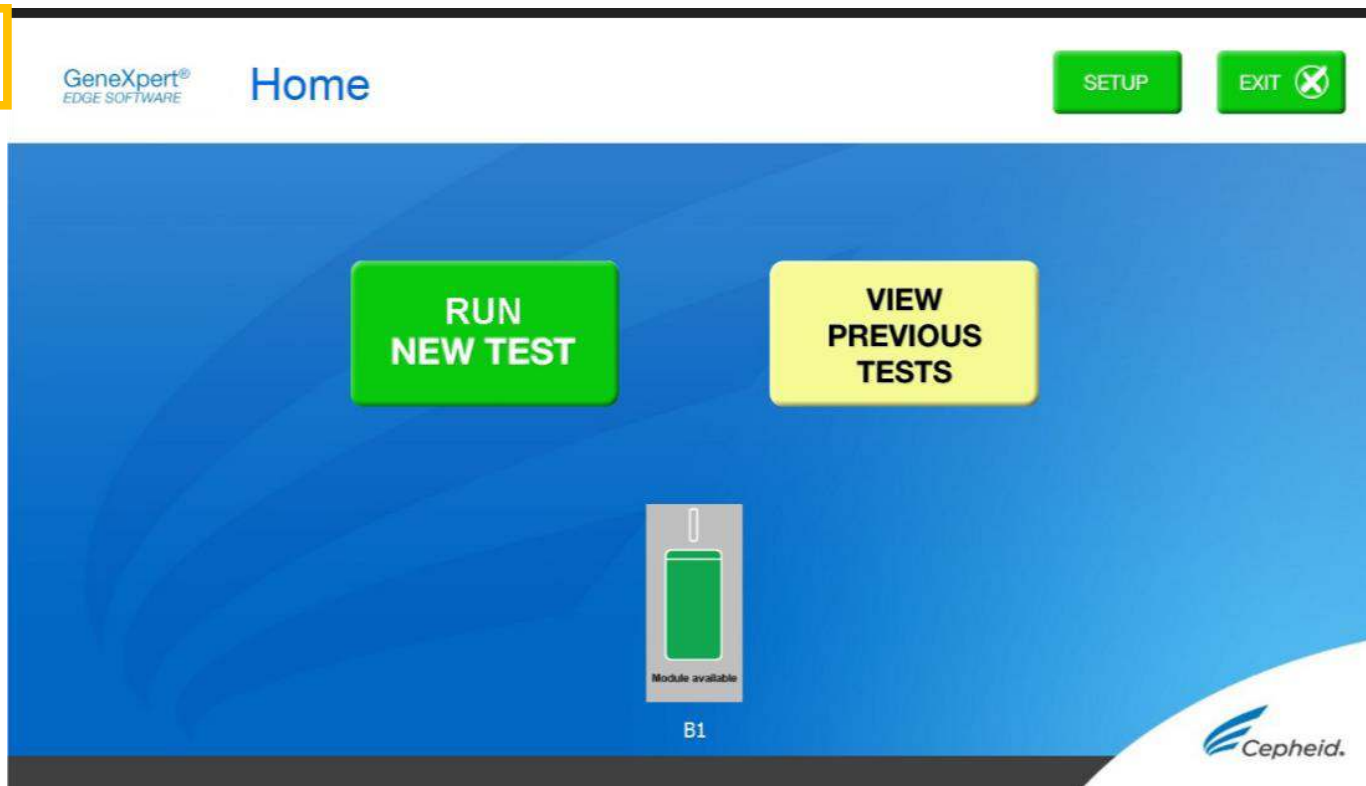 GeneXpert®
EDGE SOFTWARE
Home
SETUP
EXIT
RUN
NEW TEST
VIEW
PREVIOUS
TESTS
Module available
B1
Cepheid.